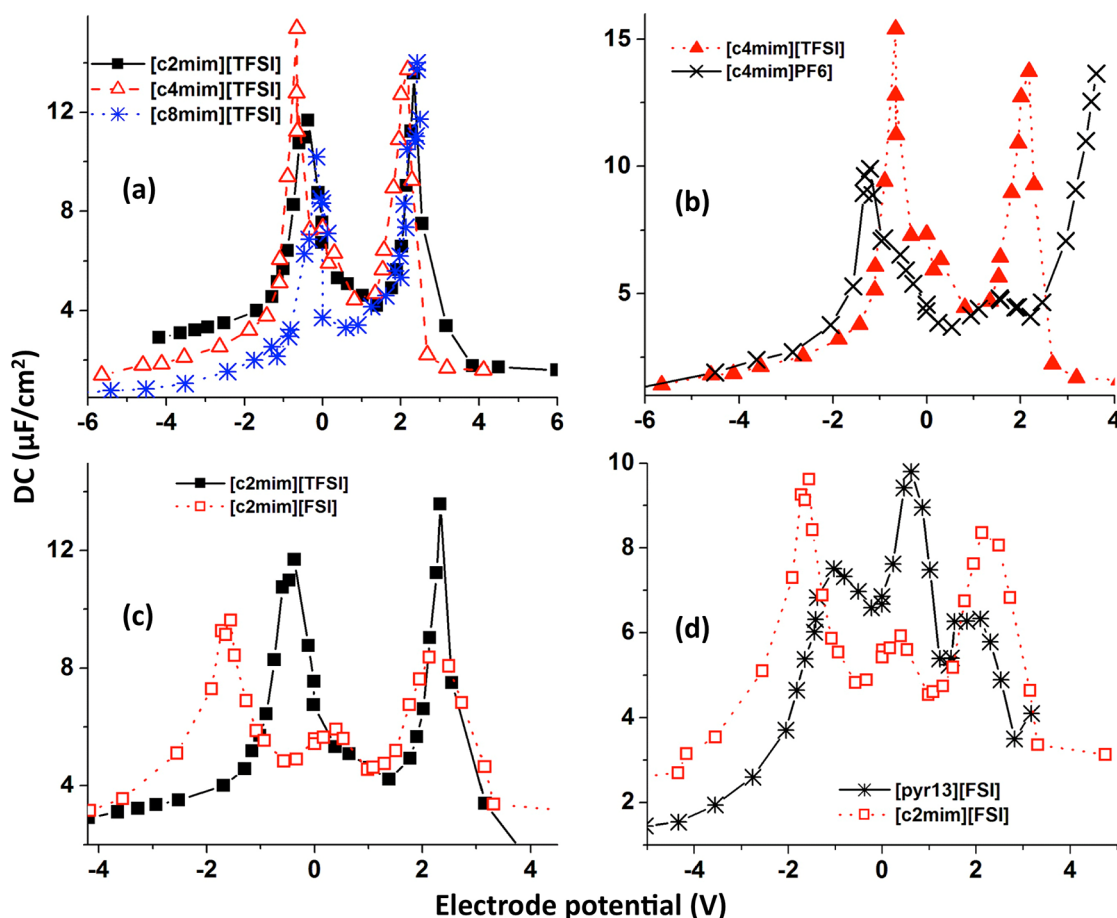 [c2mim][TFSI]
[c4mim][TFSI]
[c8mim][TFSI]
(a)
12
8
4
-6 -4 -2 0 2 4 6
[c4mim][TFSI]
[c4mim]PF6]
(b)
15
10
5
-6 -4 -2 0 2 4
DC (μF/cm²)
[c2mim][TFSI]
[c2mim][FSI]
(c)
12
8
4
-4 -2 0 2 4
(d)
10
8
6
4
2
[pyr13][FSI]
[c2mim][FSI]
-4 -2 0 2 4
Electrode potential (V)